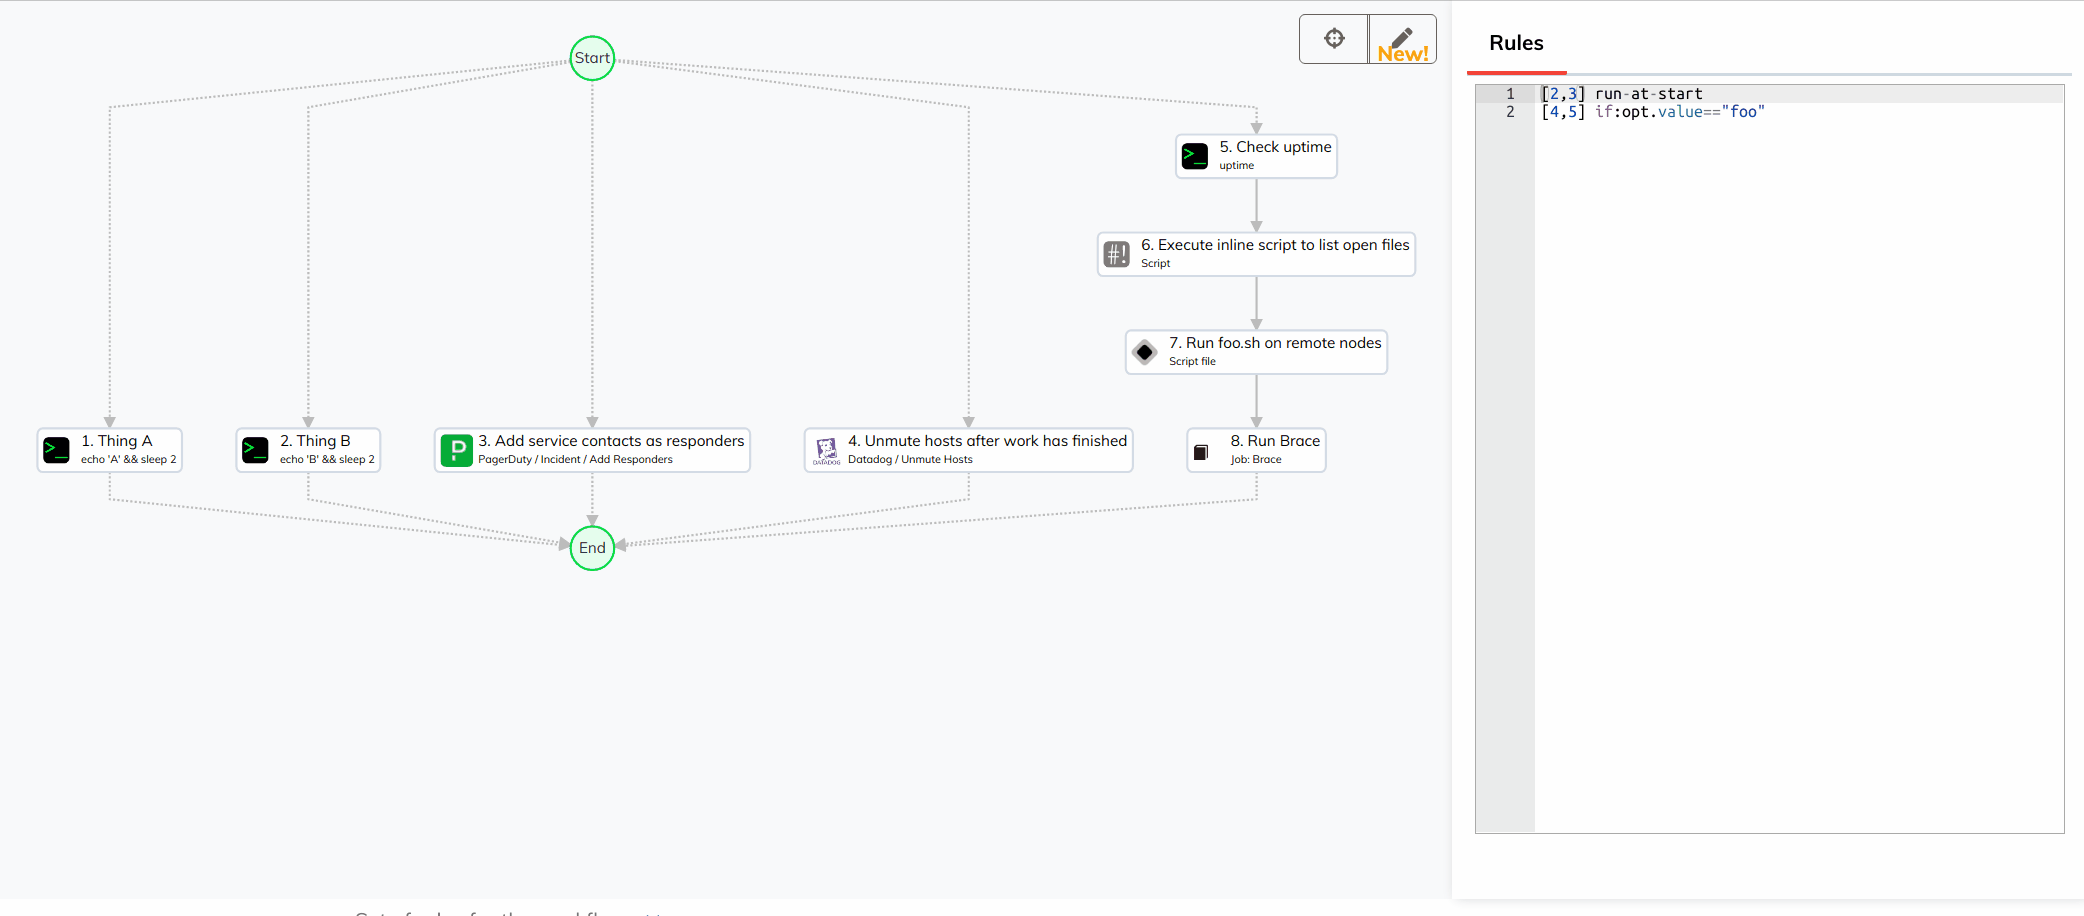 Start
New!
Rules
1 [2,3] run-at-start
2 [4,5] if:opt.value=="foo"
5. Check uptime
uptime
6. Execute inline script to list open files
#!
Script
7. Run foo.sh on remote nodes
Script file
1. Thing A
echo 'A' && sleep 2
2. Thing B
echo 'B' && sleep 2
3. Add service contacts as responders
PagerDuty / Incident / Add Responders
4. Unmute hosts after work has finished
Datadog / Unmute Hosts
DATADOG
8. Run Brace
Job: Brace
End